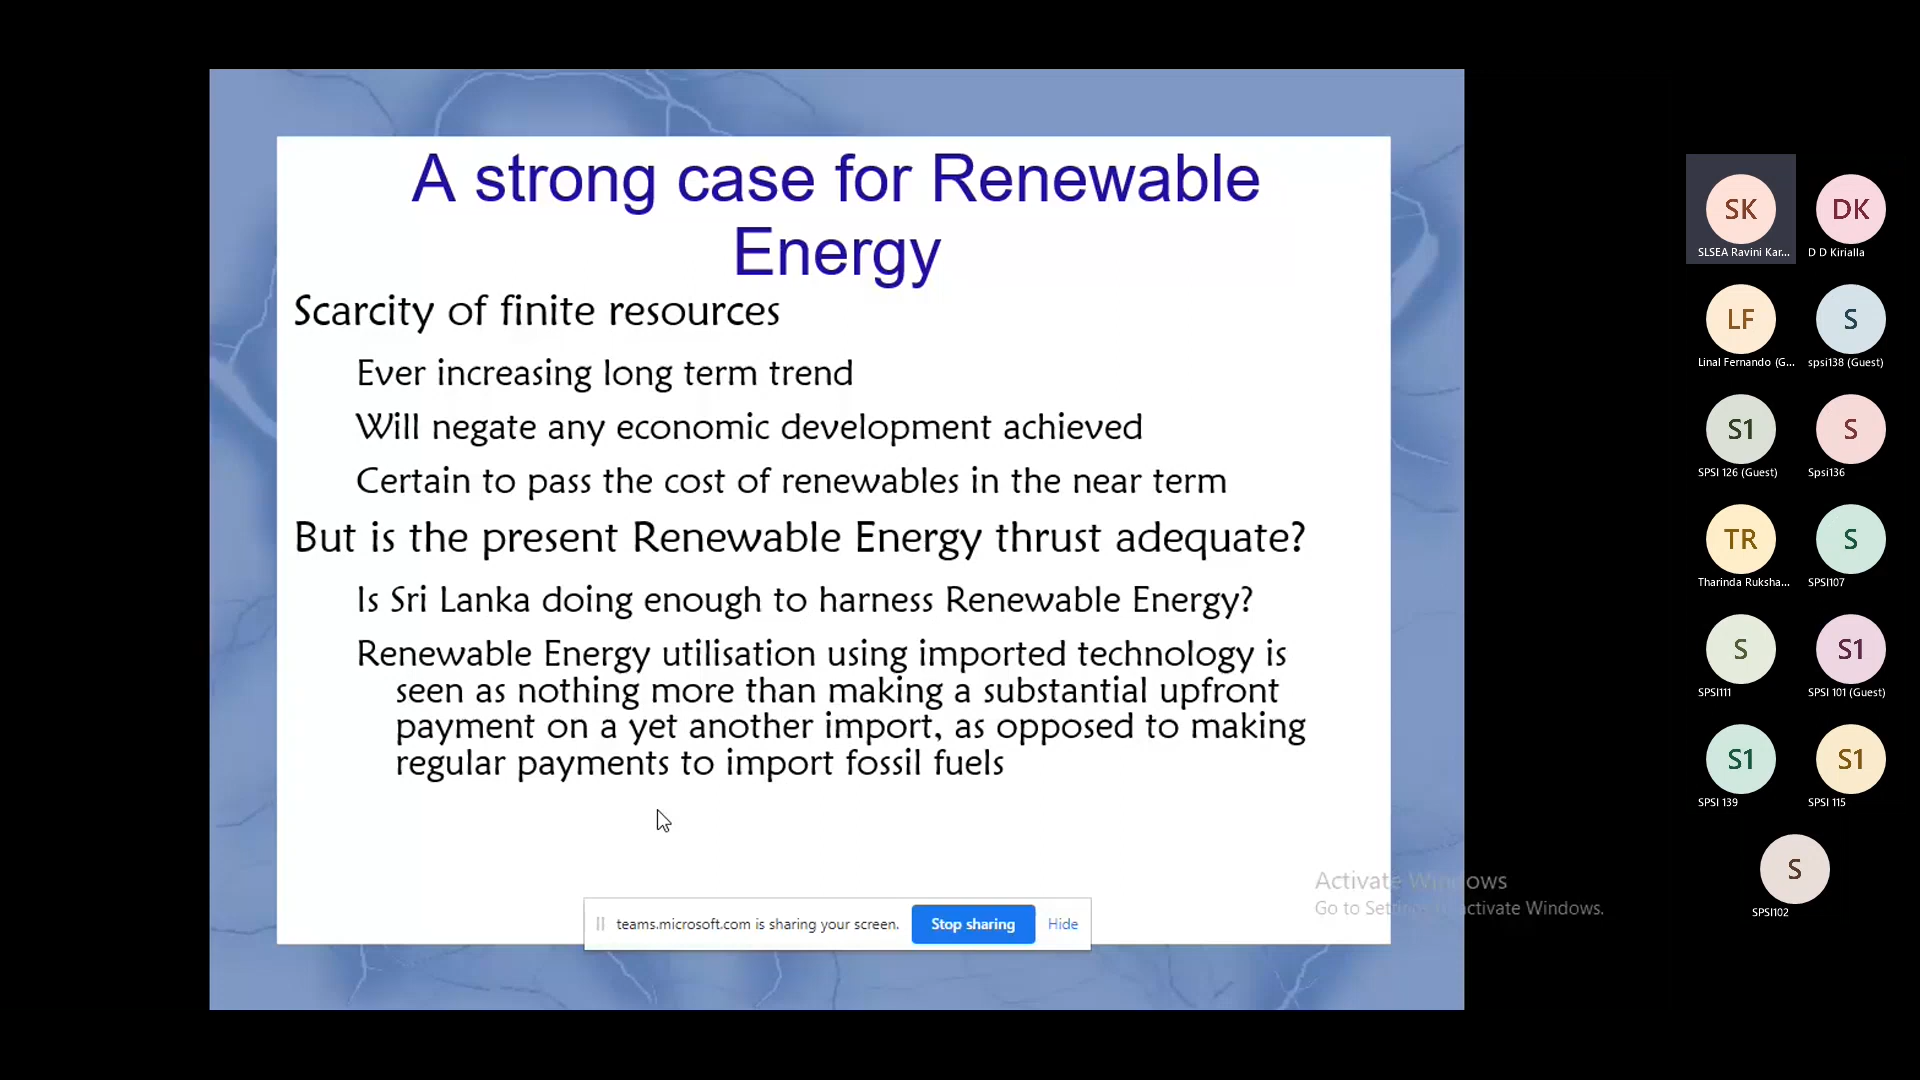 A strong case for Renewable
Energy
Scarcity of finite resources
Ever increasing long term trend
Will negate any economic development achieved
Certain to pass the cost of renewables in the near term
But is the present Renewable Energy thrust adequate?
Is Sri Lanka doing enough to harness Renewable Energy?
Renewable Energy utilisation using imported technology is
seen as nothing more than making a substantial upfront
payment on a yet another import, as opposed to making
regular payments to import fossil fuels
teams.microsoft.com is sharing your screen.
Stop sharing
Hide
Activate Windows
Go to Settings to activate Windows.
SK
SLSEA Ravini Kar...
DK
D D Kirialla
LF
Linal Fernando (G...
S
spsi138 (Guest)
S1
SPSI 126 (Guest)
S
Spsi136
TR
Tharinda Ruksha...
S
SPSI107
S
SPSI111
S1
SPSI 101 (Guest)
S1
SPSI 139
S1
SPSI 115
S
SPSI102